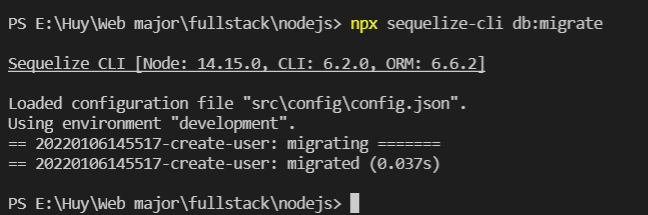 PS E:\Huy\Web major\fullstack\nodejs> npx sequelize-cli db:migrate
Sequelize CLI [Node: 14.15.0, CLI: 6.2.0, ORM: 6.6.2]
Loaded configuration file "src\config\config.json".
Using environment "development".
== 20220106145517-create-user: migrating =======
== 20220106145517-create-user: migrated (0.037s)
PS E:\Huy\Web major\fullstack\nodejs>